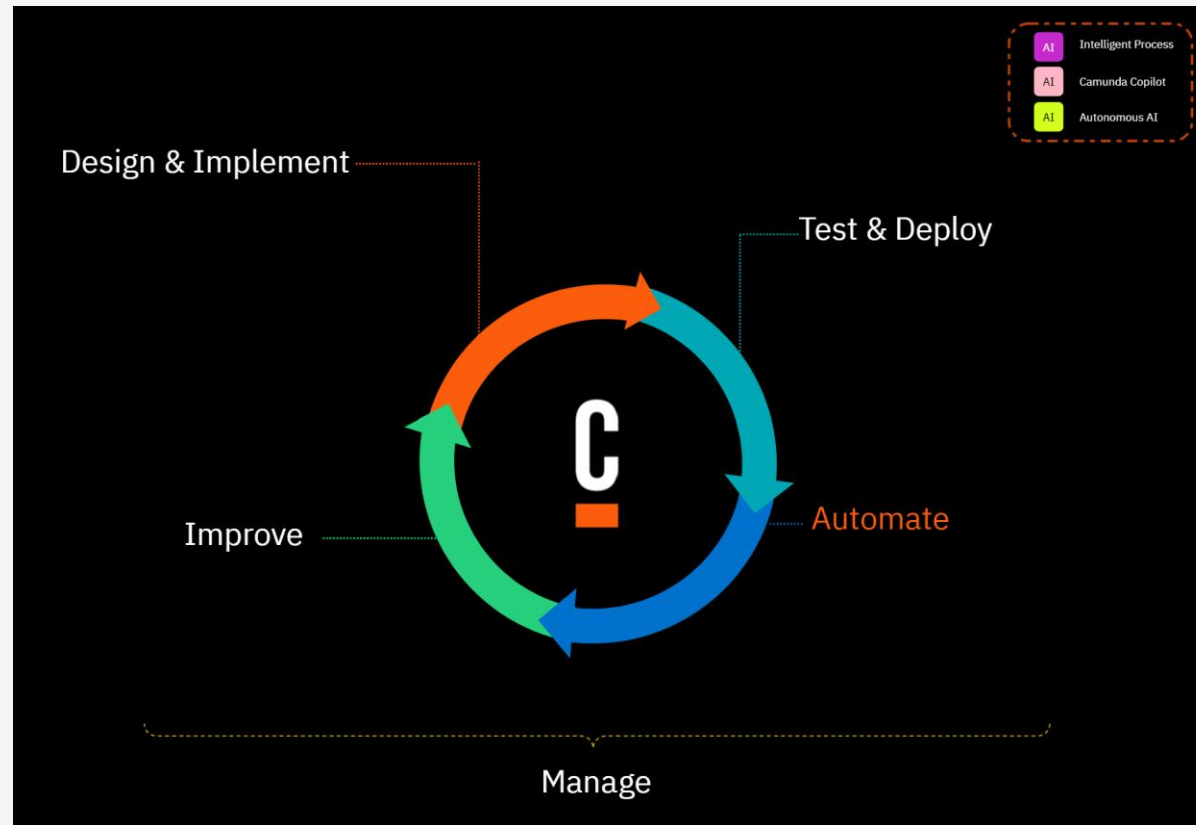 AI Intelligent Process
AI Camunda Copilot
AI Autonomous AI
Design & Implement
Test & Deploy
C
Automate
Improve
Manage